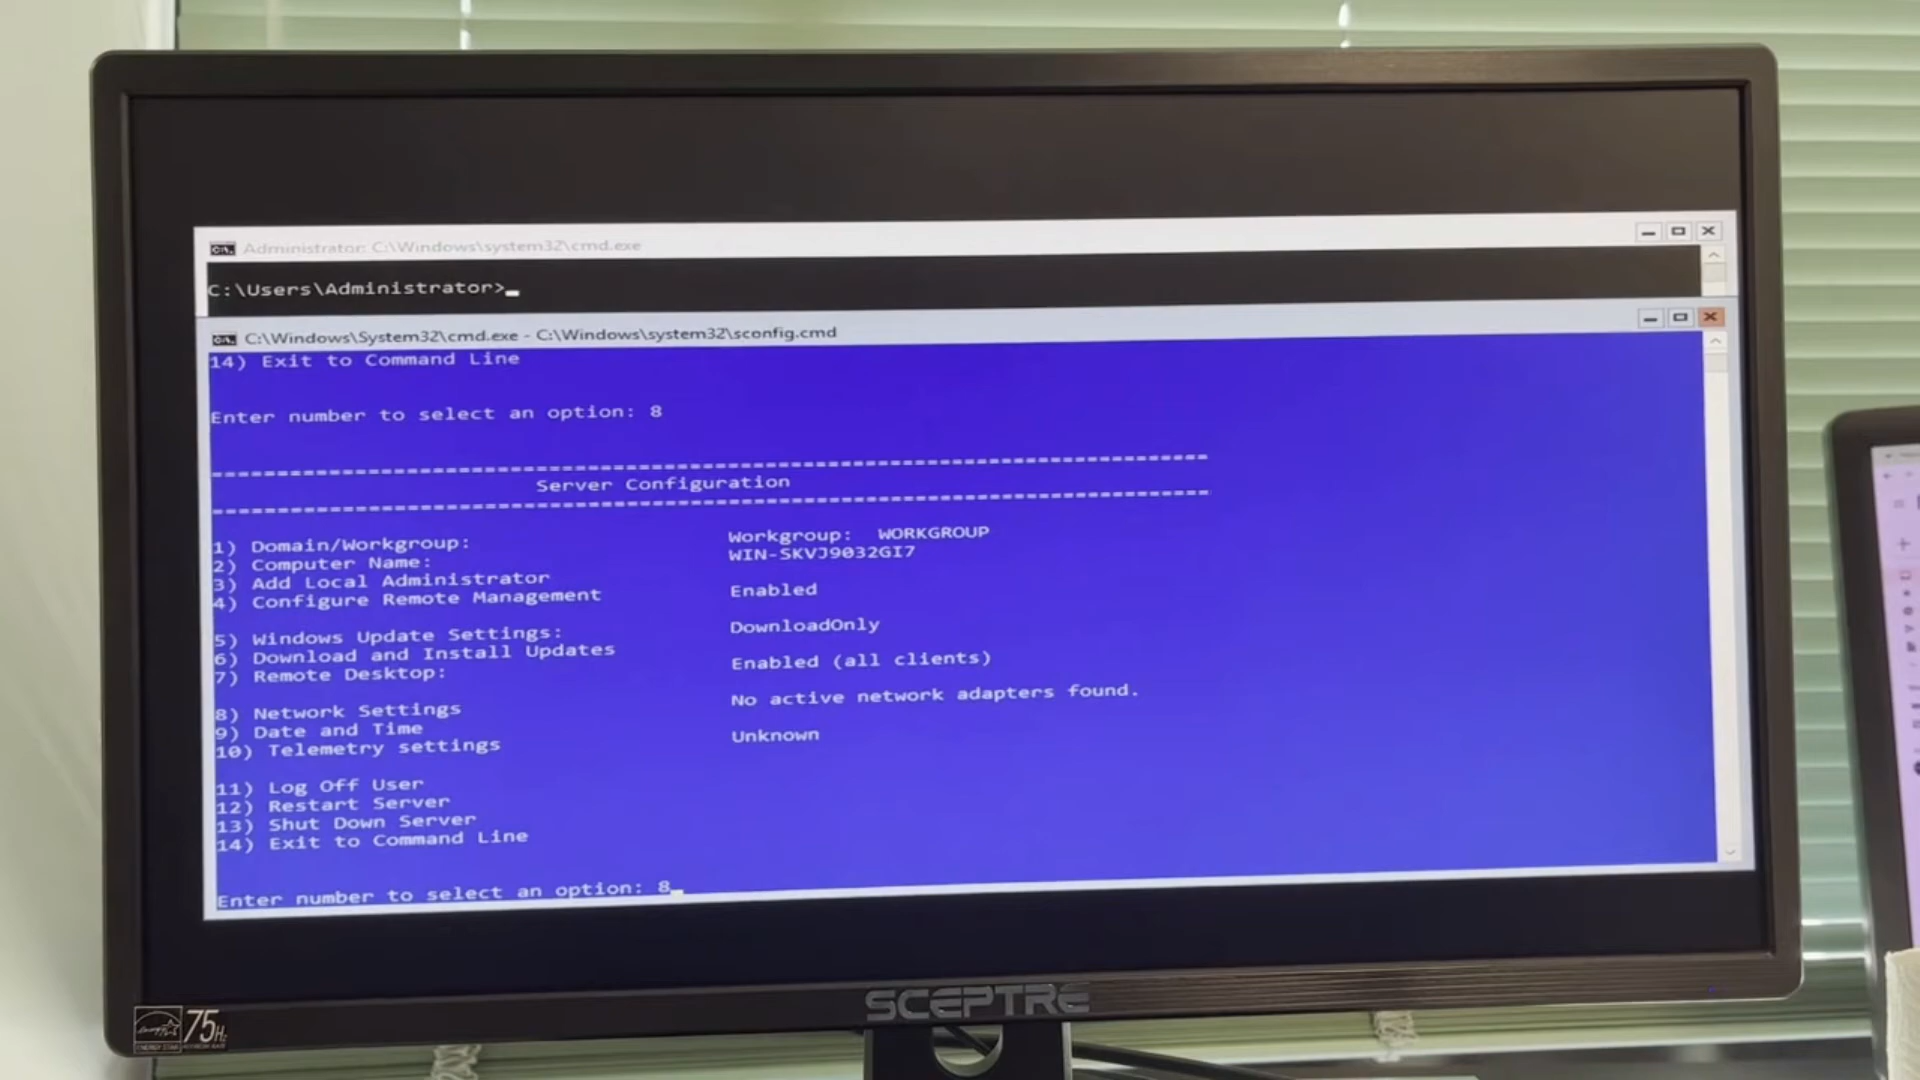 Administrator: C:\Windows\system32\cmd.exe
C:\Users\Administrator>
C:\Windows\System32\cmd.exe - C:\Windows\system32\sconfig.cmd
14) Exit to Command Line
Enter number to select an option: 8
===============================================================================
Server Configuration
===============================================================================
1) Domain/Workgroup: Workgroup: WORKGROUP
2) Computer Name: WIN-SKVJ9032GI7
3) Add Local Administrator
4) Configure Remote Management Enabled
5) Windows Update Settings: DownloadOnly
6) Download and Install Updates
7) Remote Desktop: Enabled (all clients)
8) Network Settings No active network adapters found.
9) Date and Time
10) Telemetry settings Unknown
11) Log Off User
12) Restart Server
13) Shut Down Server
14) Exit to Command Line
Enter number to select an option: 8
SCEPTRE
75Hz
ENERGY STAR